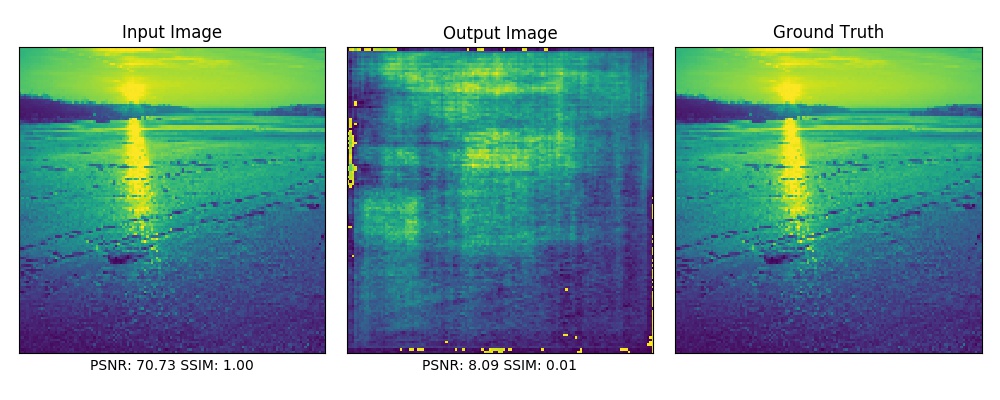 Input Image
Output Image
Ground Truth
PSNR: 70.73 SSIM: 1.00
PSNR: 8.09 SSIM: 0.01